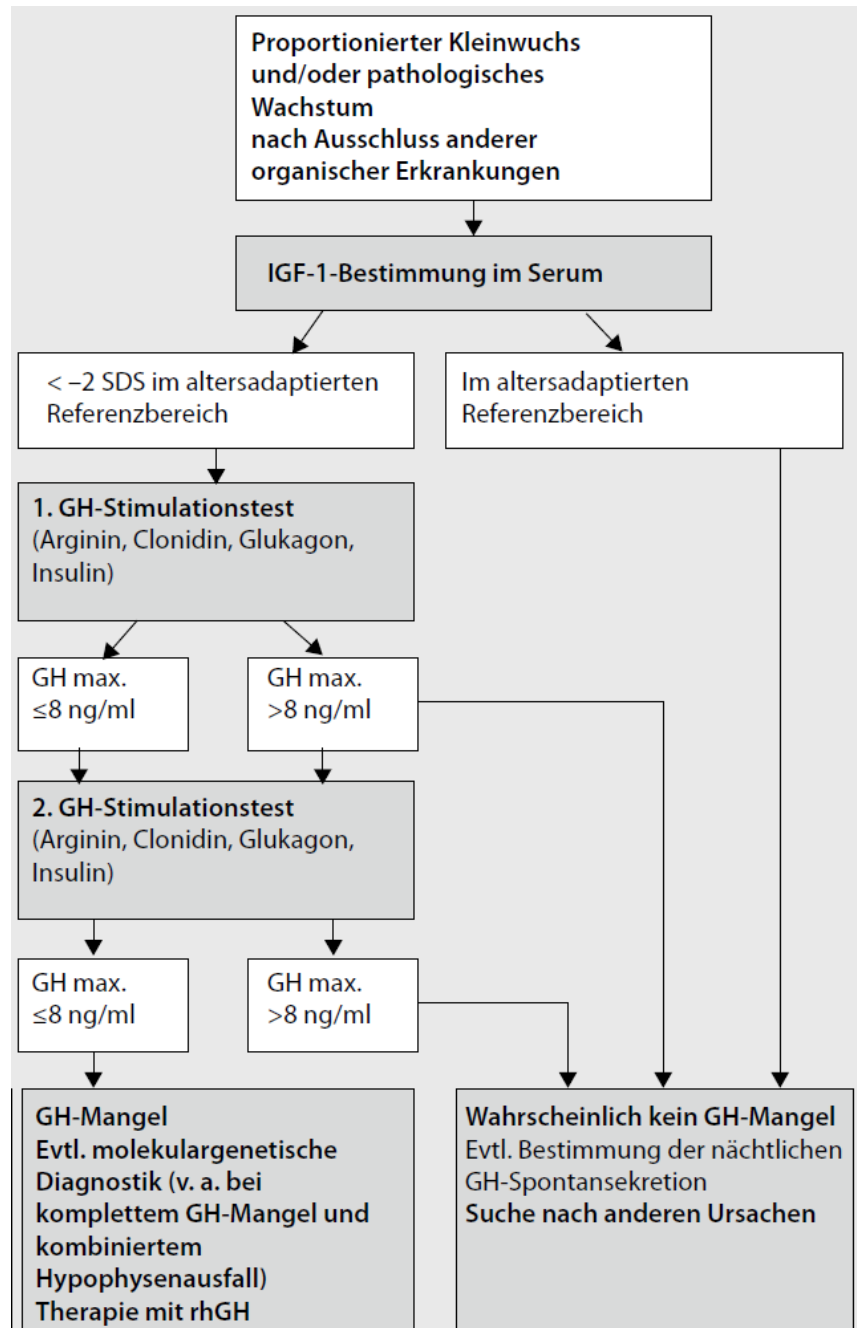 Proportionierter Kleinwuchs
und/oder pathologisches
Wachstum
nach Ausschluss anderer
organischer Erkrankungen
IGF-1-Bestimmung im Serum
< –2 SDS im altersadaptierten
Referenzbereich
Im altersadaptierten
Referenzbereich
1. GH-Stimulationstest
(Arginin, Clonidin, Glukagon,
Insulin)
GH max.
≤8 ng/ml
GH max.
>8 ng/ml
2. GH-Stimulationstest
(Arginin, Clonidin, Glukagon,
Insulin)
GH max.
≤8 ng/ml
GH max.
>8 ng/ml
GH-Mangel
Evtl. molekulargenetische
Diagnostik (v. a. bei
komplettem GH-Mangel und
kombiniertem
Hypophysenausfall)
Therapie mit rhGH
Wahrscheinlich kein GH-Mangel
Evtl. Bestimmung der nächtlichen
GH-Spontansekretion
Suche nach anderen Ursachen